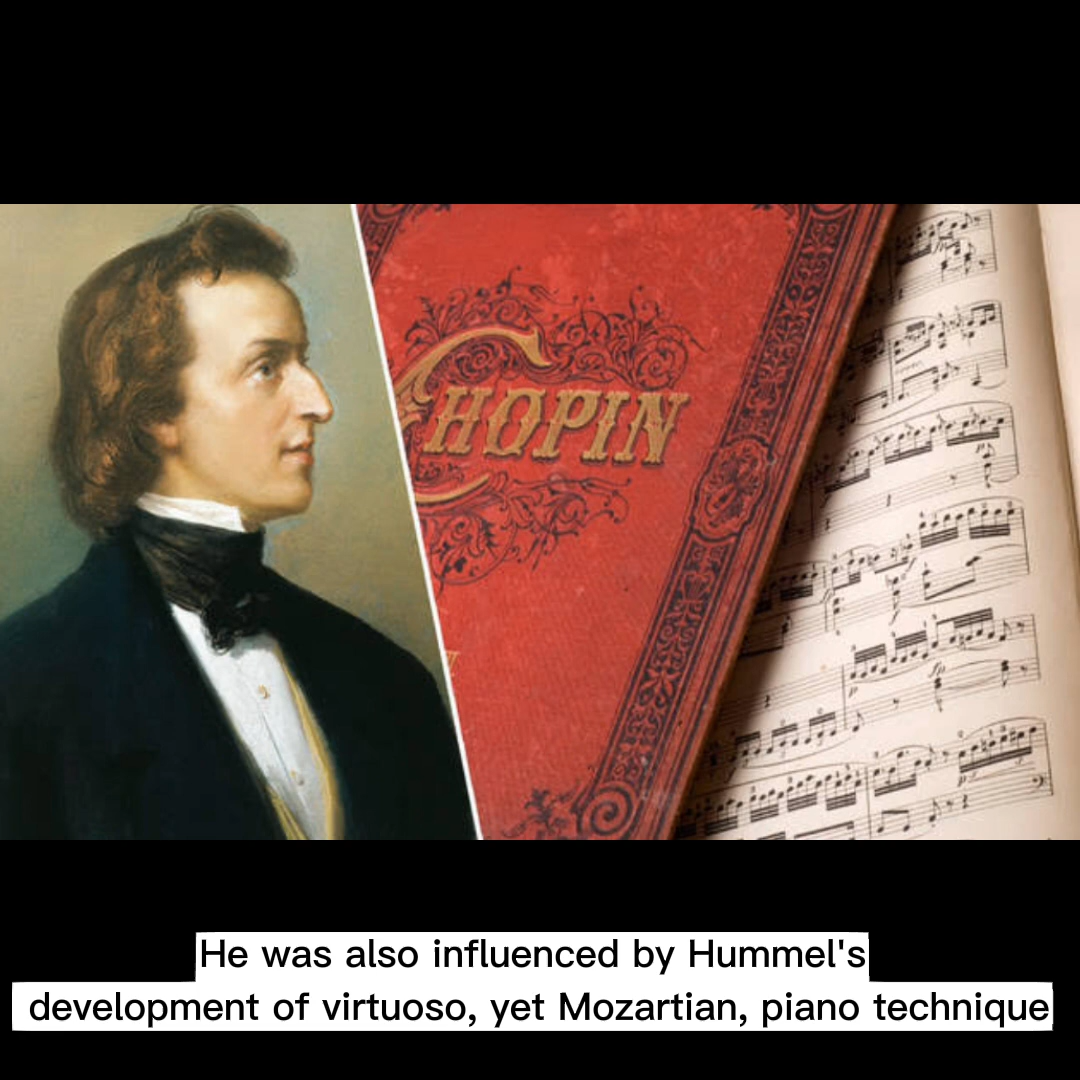 CHOPIN
He was also influenced by Hummel's
development of virtuoso, yet Mozartian, piano technique